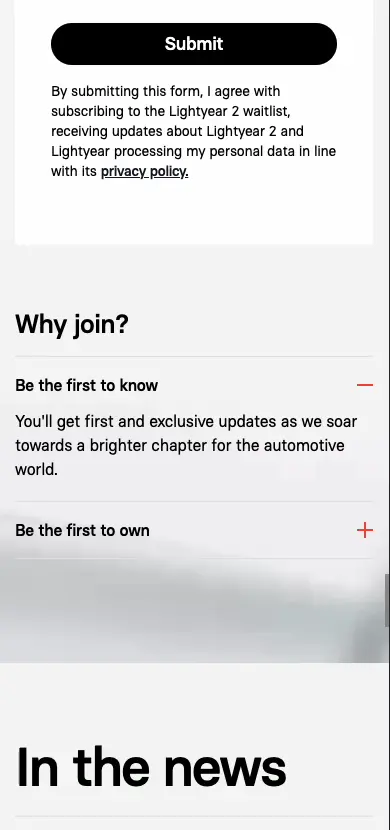 Submit
By submitting this form, I agree with
subscribing to the Lightyear 2 waitlist,
receiving updates about Lightyear 2 and
Lightyear processing my personal data in line
with its privacy policy.
Why join?
Be the first to know
You'll get first and exclusive updates as we soar
towards a brighter chapter for the automotive
world.
Be the first to own
In the news